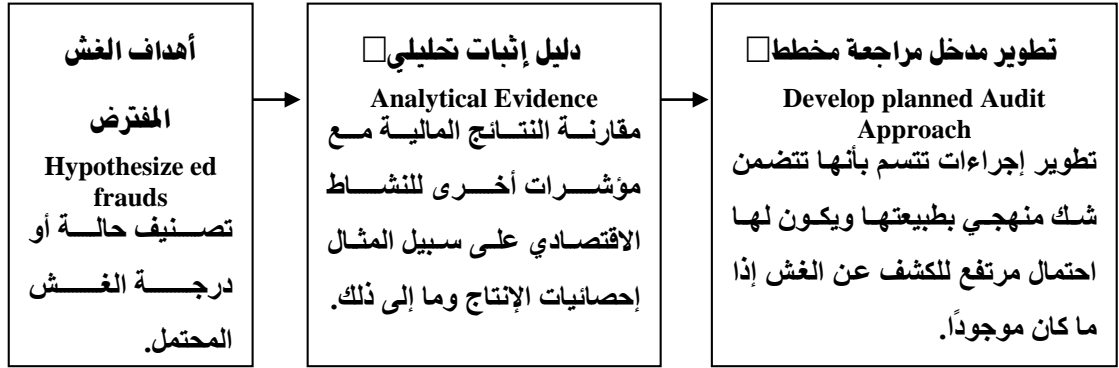 أهداف الغش
المفترض
Hypothesize ed
frauds
تصنيف حالة أو
درجة الغش
المحتمل.
دليل إثبات تحليلي□
Analytical Evidence
مقارنة النتائج المالية مع
مؤشرات أخرى للنشاط
الاقتصادي على سبيل المثال
إحصائيات الإنتاج وما إلى ذلك.
تطوير مدخل مراجعة مخطط□
Develop planned Audit
Approach
تطوير إجراءات تتسم بأنها تتضمن
شك منهجي بطبيعتها ويكون لها
احتمال مرتفع للكشف عن الغش إذا
ما كان موجودًا.